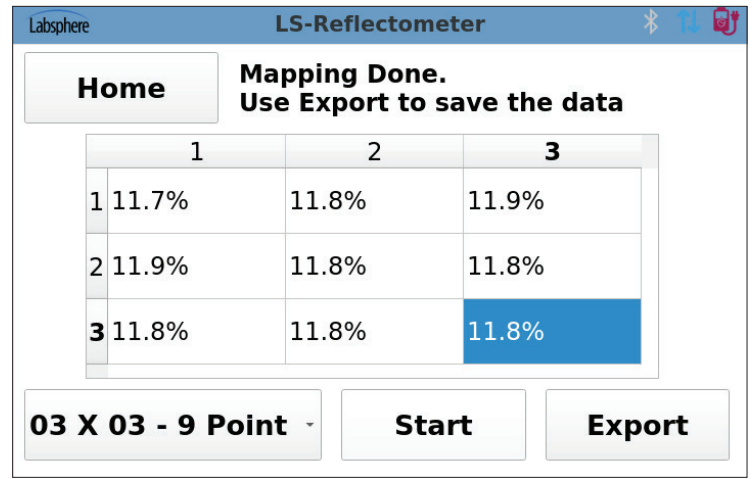 Labsphere LS-Reflectometer
Home
Mapping Done.
Use Export to save the data
1 2 3
1 11.7% 11.8% 11.9%
2 11.9% 11.8% 11.8%
3 11.8% 11.8% 11.8%
03 X 03 - 9 Point Start Export